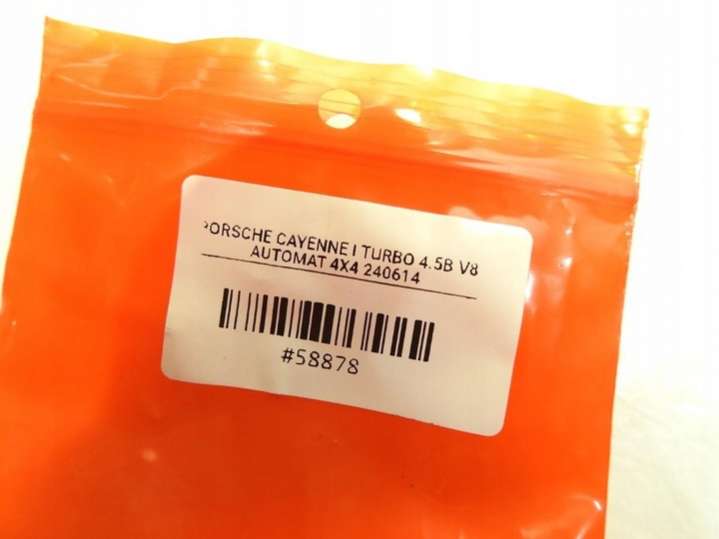 PORSCHE CAYENNE I TURBO 4.5B V8
AUTOMAT 4X4 240614
#58878